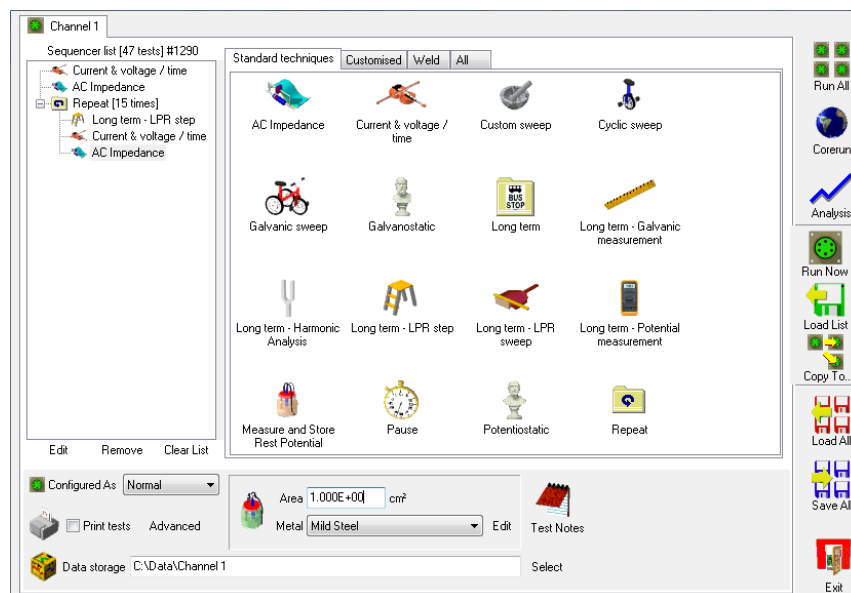 Channel 1
Sequencer list [47 tests] #1290
Current & voltage / time
AC Impedance
Repeat [15 times]
Long term - LPR step
Current & voltage / time
AC Impedance
Edit Remove Clear List
Standard techniques Customised Weld All
AC Impedance
Current & voltage /
time
Custom sweep
Cyclic sweep
Galvanic sweep
Galvanostatic
BUS
STOP
Long term
Long term - Galvanic
measurement
Long term - Harmonic
Analysis
Long term - LPR step
Long term - LPR
sweep
Long term - Potential
measurement
Measure and Store
Rest Potential
Pause
Potentiostatic
Repeat
Run All
Corerun
Analysis
Run Now
Load List
Copy To..
Load All
Save All
Exit
Configured As Normal
Print tests Advanced
Area 1.000E+00 cm²
Metal Mild Steel Edit
Test Notes
Data storage C:\Data\Channel 1 Select